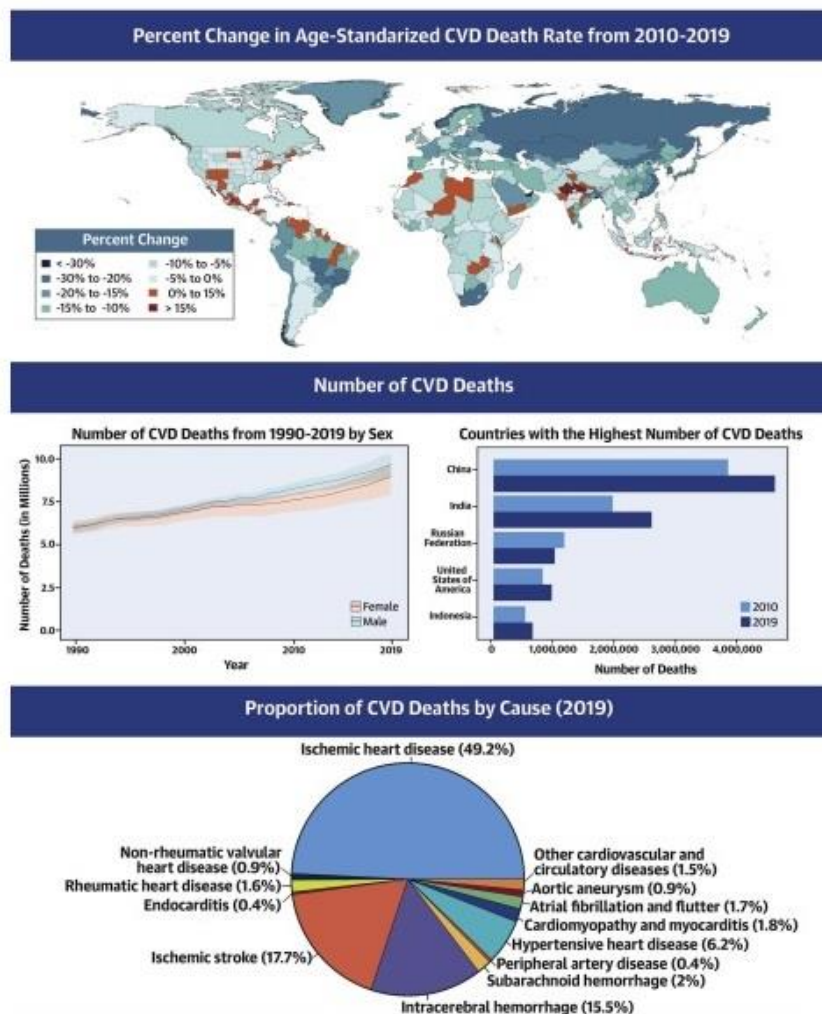 Percent Change in Age-Standarized CVD Death Rate from 2010-2019
Percent Change
< -30%
-30% to -20%
-20% to -15%
-15% to -10%
-10% to -5%
-5% to 0%
0% to 15%
> 15%
Number of CVD Deaths
Number of CVD Deaths from 1990-2019 by Sex
Number of Deaths (in Millions)
10.0
7.5
5.0
2.5
0.0
Female
Male
1990
2000
2010
2019
Year
Countries with the Highest Number of CVD Deaths
China
India
Russian
Federation
United
States of
America
Indonesia
2010
2019
0
1,000,000
2,000,000
3,000,000
4,000,000
Number of Deaths
Proportion of CVD Deaths by Cause (2019)
Ischemic heart disease (49.2%)
Non-rheumatic valvular
heart disease (0.9%)
Rheumatic heart disease (1.6%)
Endocarditis (0.4%)
Ischemic stroke (17.7%)
Intracerebral hemorrhage (15.5%)
Other cardiovascular and
circulatory diseases (1.5%)
Aortic aneurysm (0.9%)
Atrial fibrillation and flutter (1.7%)
Cardiomyopathy and myocarditis (1.8%)
Hypertensive heart disease (6.2%)
Peripheral artery disease (0.4%)
Subarachnoid hemorrhage (2%)